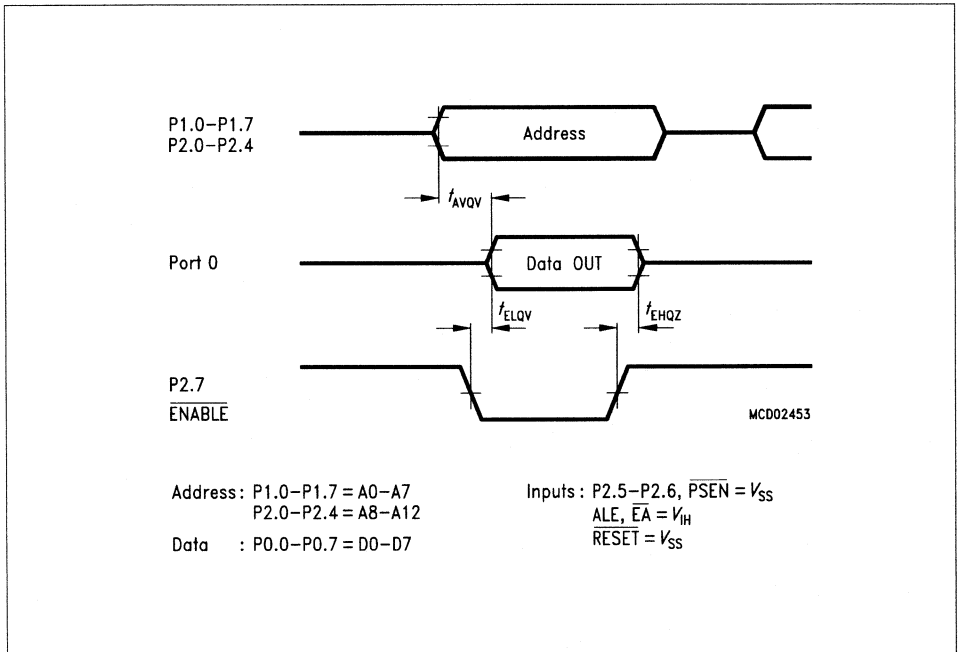 P1.0-P1.7
P2.0-P2.4
Address
tAVQV
Port 0
Data OUT
tELQV
tEHQZ
P2.7
ENABLE
MCD02453
Address: P1.0-P1.7 = A0-A7
P2.0-P2.4 = A8-A12
Data : P0.0-P0.7 = D0-D7
Inputs: P2.5-P2.6, PSEN = VSS
ALE, EA = VIH
RESET = VSS